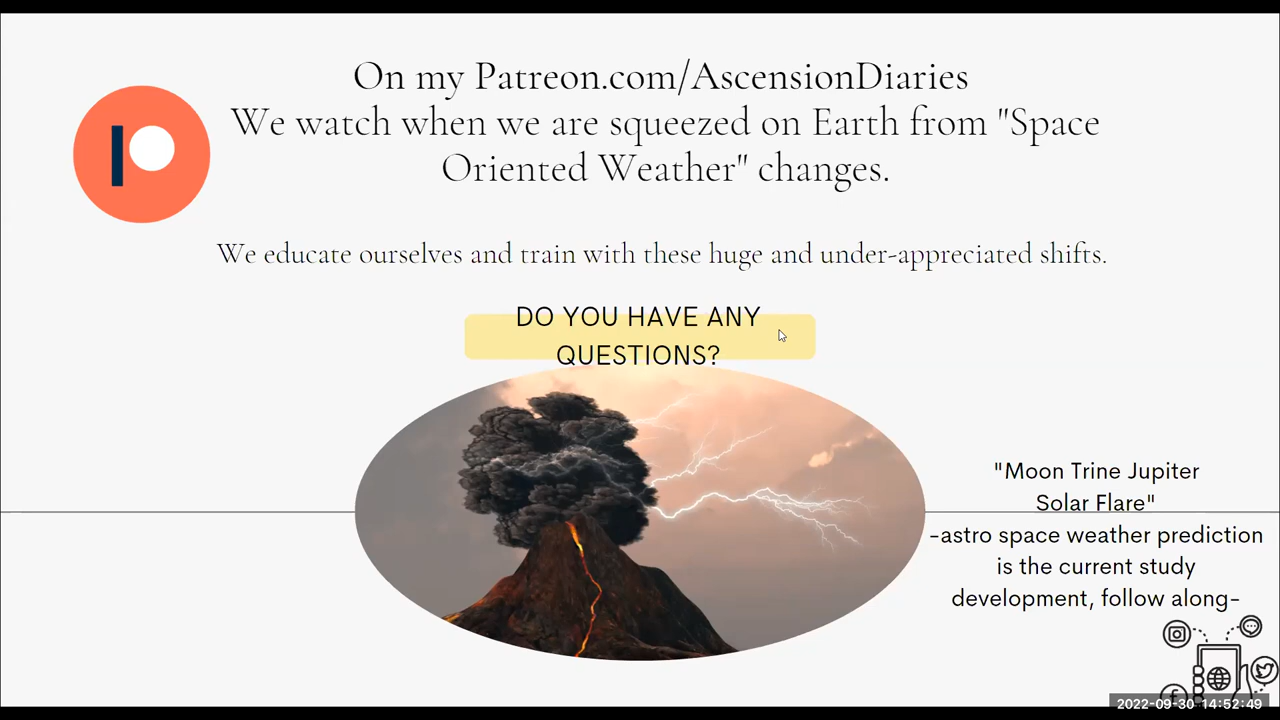 On my Patreon.com/AscensionDiaries
We watch when we are squeezed on Earth from "Space
Oriented Weather" changes.
We educate ourselves and train with these huge and under-appreciated shifts.
DO YOU HAVE ANY
QUESTIONS?
"Moon Trine Jupiter
Solar Flare"
-astro space weather prediction
is the current study
development, follow along-
2022-09-30 14:52:49